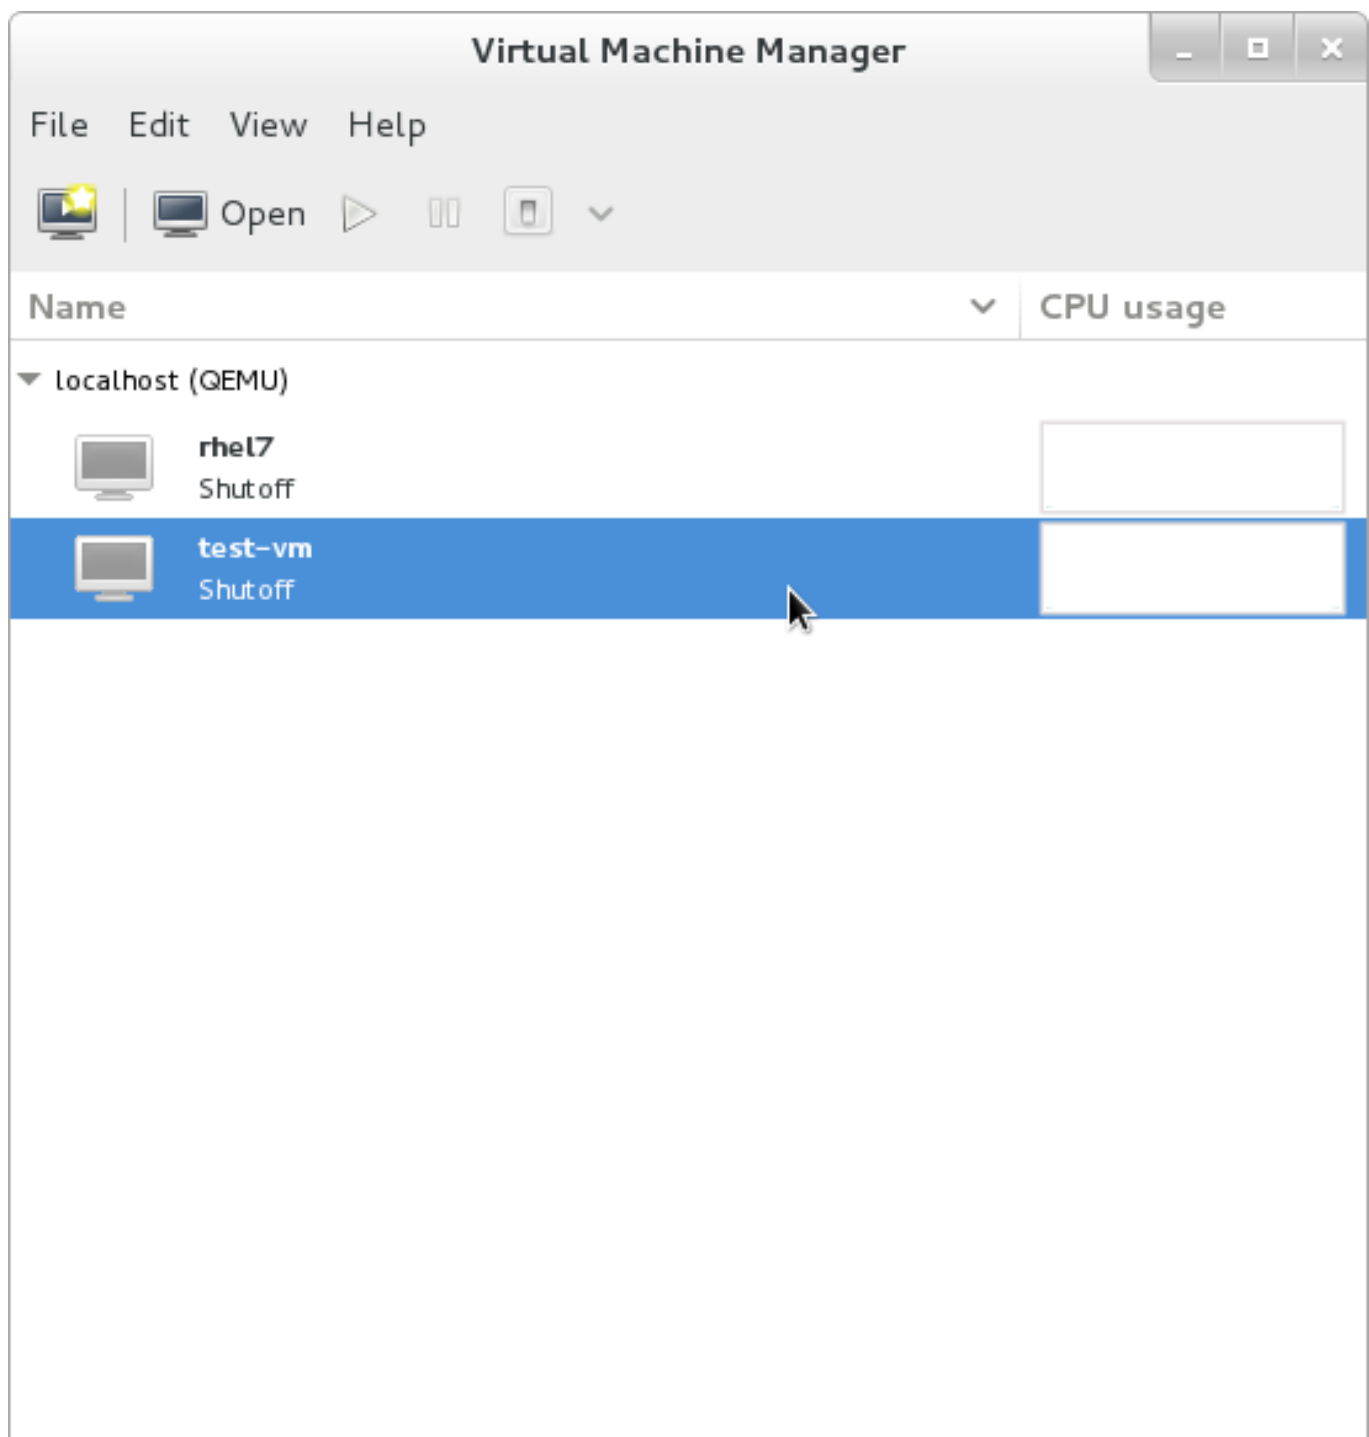 Virtual Machine Manager
File Edit View Help
Open
Name CPU usage
localhost (QEMU)
rhel7
Shutoff
test-vm
Shutoff